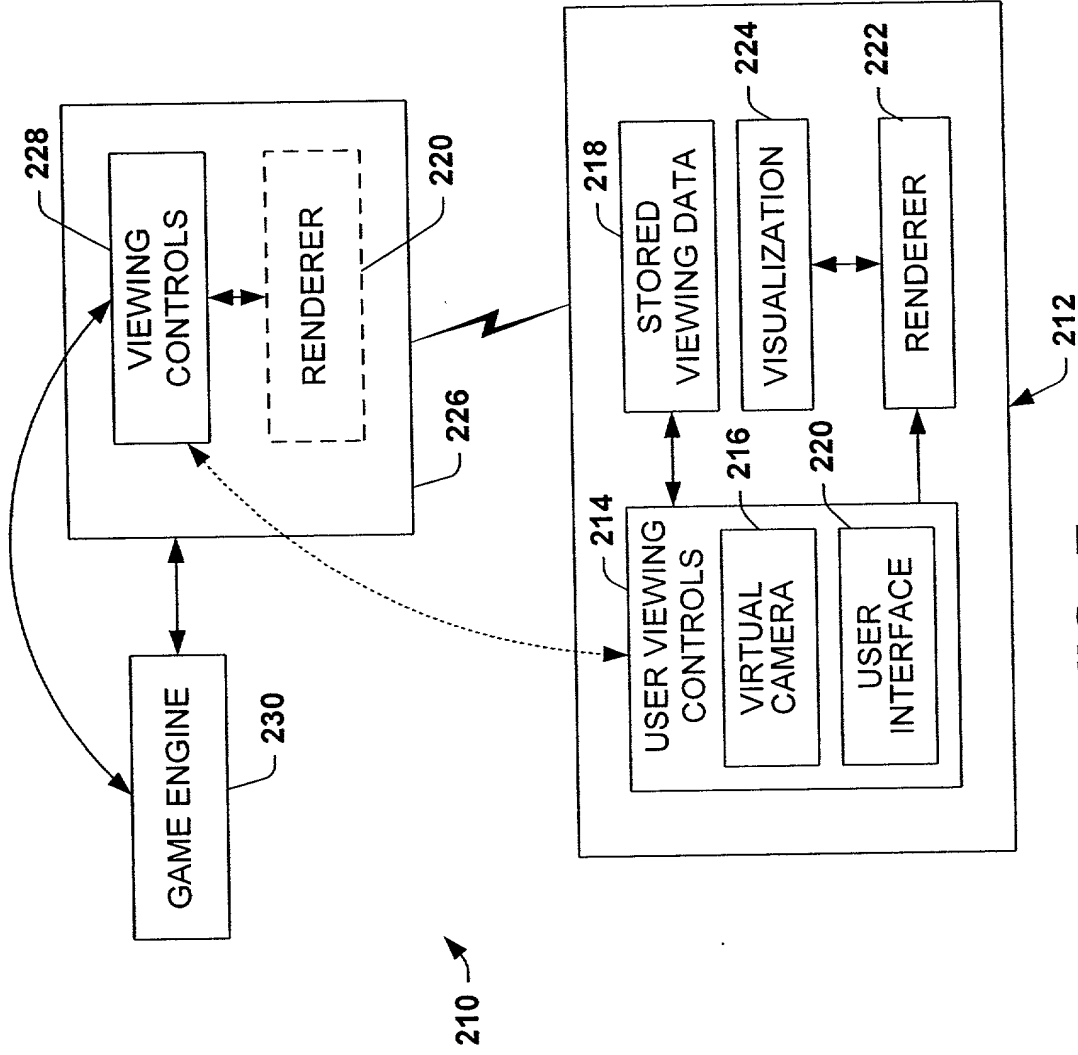 210
GAME ENGINE
230
228
VIEWING
CONTROLS
RENDERER
220
226
214
USER VIEWING
CONTROLS
216
VIRTUAL
CAMERA
220
USER
INTERFACE
218
STORED
VIEWING DATA
224
VISUALIZATION
222
RENDERER
212